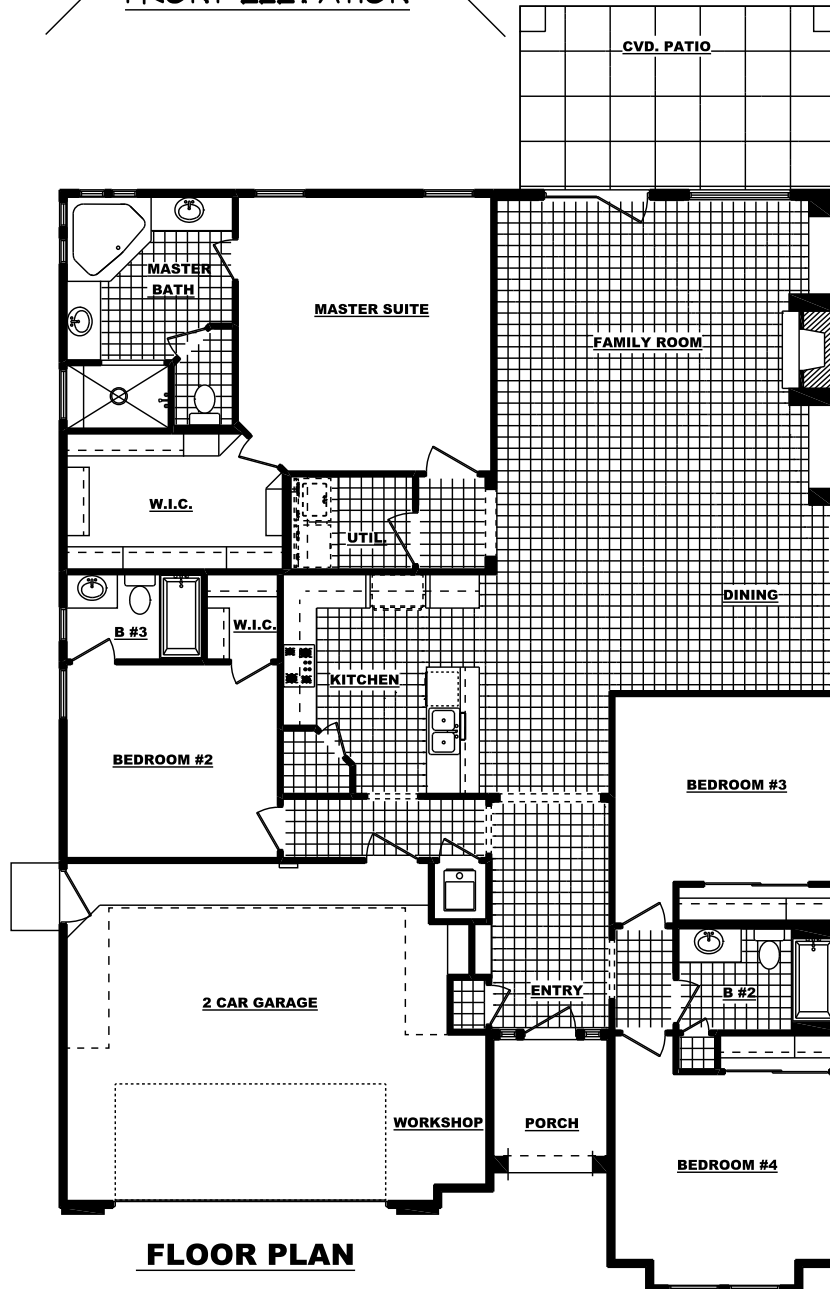 FRONT ELEVATION
CVD. PATIO
MASTER
BATH
MASTER SUITE
FAMILY ROOM
W.I.C.
UTIL.
DINING
B #3
W.I.C.
KITCHEN
BEDROOM #2
BEDROOM #3
2 CAR GARAGE
ENTRY
B #2
WORKSHOP
PORCH
BEDROOM #4
FLOOR PLAN